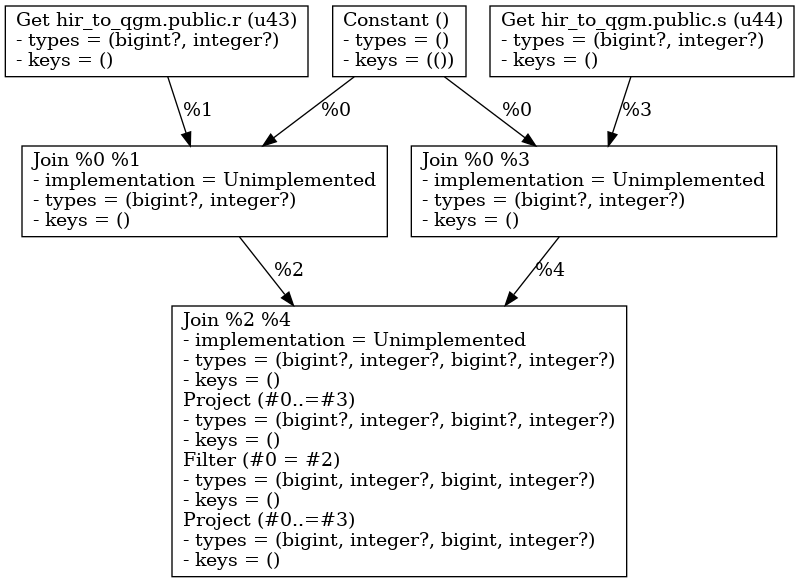 Get hir_to_qgm.public.r (u43)
- types = (bigint?, integer?)
- keys = ()
Constant ()
- types = ()
- keys = (())
Get hir_to_qgm.public.s (u44)
- types = (bigint?, integer?)
- keys = ()
%1
%0
%0
%3
Join %0 %1
- implementation = Unimplemented
- types = (bigint?, integer?)
- keys = ()
Join %0 %3
- implementation = Unimplemented
- types = (bigint?, integer?)
- keys = ()
%2
%4
Join %2 %4
- implementation = Unimplemented
- types = (bigint?, integer?, bigint?, integer?)
- keys = ()
Project (#0..=#3)
- types = (bigint?, integer?, bigint?, integer?)
- keys = ()
Filter (#0 = #2)
- types = (bigint, integer?, bigint, integer?)
- keys = ()
Project (#0..=#3)
- types = (bigint, integer?, bigint, integer?)
- keys = ()